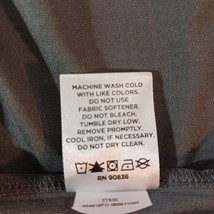 MACHINE WASH COLD
WITH LIKE COLORS.
DO NOT USE
FABRIC SOFTENER.
DO NOT BLEACH.
TUMBLE DRY LOW.
REMOVE PROMPTLY.
COOL IRON, IF NECESSARY.
DO NOT DRY CLEAN.
RN 90636